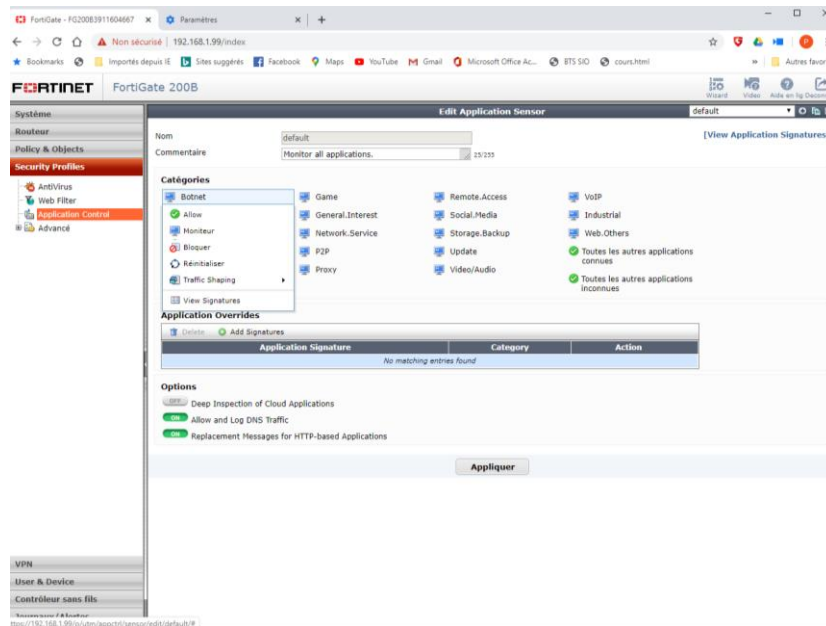 FortiGate - FG200B3911604667
Paramètres
Non sécurisé | 192.168.1.99/index
Bookmarks
Importés depuis IE
Sites suggérés
Facebook
Maps
YouTube
Gmail
Microsoft Office Ac...
BTS SIO
cours.html
»
Autres favor
FORTINET
FortiGate 200B
Wizard
Video
Aide en lig
Système
Routeur
Policy & Objects
Security Profiles
AntiVirus
Web Filter
Application Control
Avancé
VPN
User & Device
Contrôleur sans fils
Edit Application Sensor
default
[View Application Signatures
Nom
default
Commentaire
Monitor all applications.
25/255
Catégories
Botnet
Allow
Moniteur
Bloquer
Réinitialiser
Traffic Shaping
View Signatures
Game
General.Interest
Network.Service
P2P
Proxy
Remote.Access
Social.Media
Storage.Backup
Update
Video/Audio
VoIP
Industrial
Web.Others
Toutes les autres applications
connues
Toutes les autres applications
inconnues
Application Overrides
Delete
Add Signatures
Application Signature
Category
Action
No matching entries found
Options
OFF Deep Inspection of Cloud Applications
ON Allow and Log DNS Traffic
ON Replacement Messages for HTTP-based Applications
Appliquer